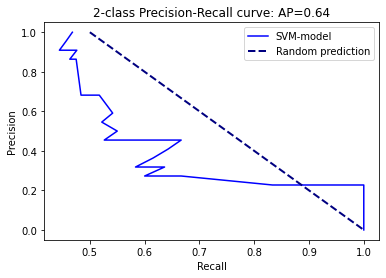 2-class Precision-Recall curve: AP=0.64
SVM-model
Random prediction
Precision
1.0
0.8
0.6
0.4
0.2
0.0
0.5 0.6 0.7 0.8 0.9 1.0
Recall